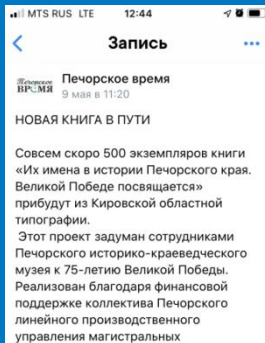 MTS RUS LTE 12:44
Запись
Печорское ВРЕМЯ
Печорское время
9 мая в 11:20
НОВАЯ КНИГА В ПУТИ
Совсем скоро 500 экземпляров книги
«Их имена в истории Печорского края.
Великой Победе посвящается»
прибудут из Кировской областной
типографии.
Этот проект задуман сотрудниками
Печорского историко-краеведческого
музея к 75-летию Великой Победы.
Реализован благодаря финансовой
поддержке коллектива Печорского
линейного производственного
управления магистральных